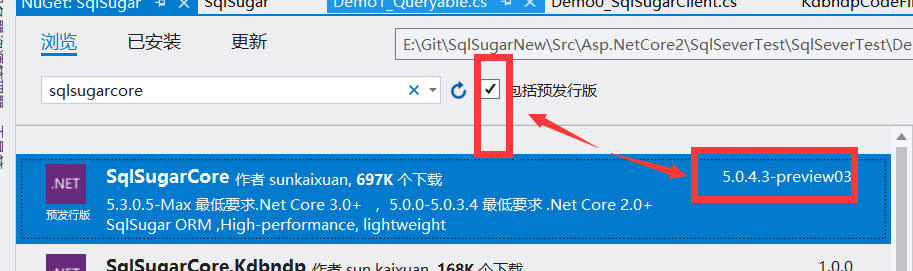 NuGet: SqlSugar
SqlSugar
Demo1_Queryable.cs
Demo0_SqlSugarClient.cs
KdbndpCodeFi
浏览 已安装 更新
E:\Git\SqlSugarNew\Src\Asp.NetCore2\SqlSeverTest\SqlSeverTest\De
sqlsugarcore
包括预发行版
.NET
预发行版
SqlSugarCore 作者 sunkaixuan, 697K 个下载
5.0.4.3-preview03
5.3.0.5-Max 最低要求.Net Core 3.0+ , 5.0.0-5.0.3.4 最低要求 .Net Core 2.0+
SqlSugar ORM ,High-performance, lightweight
SqlSugarCore.Kdbndp 作者 sun kaixuan, 168K 个下载
1.0.0